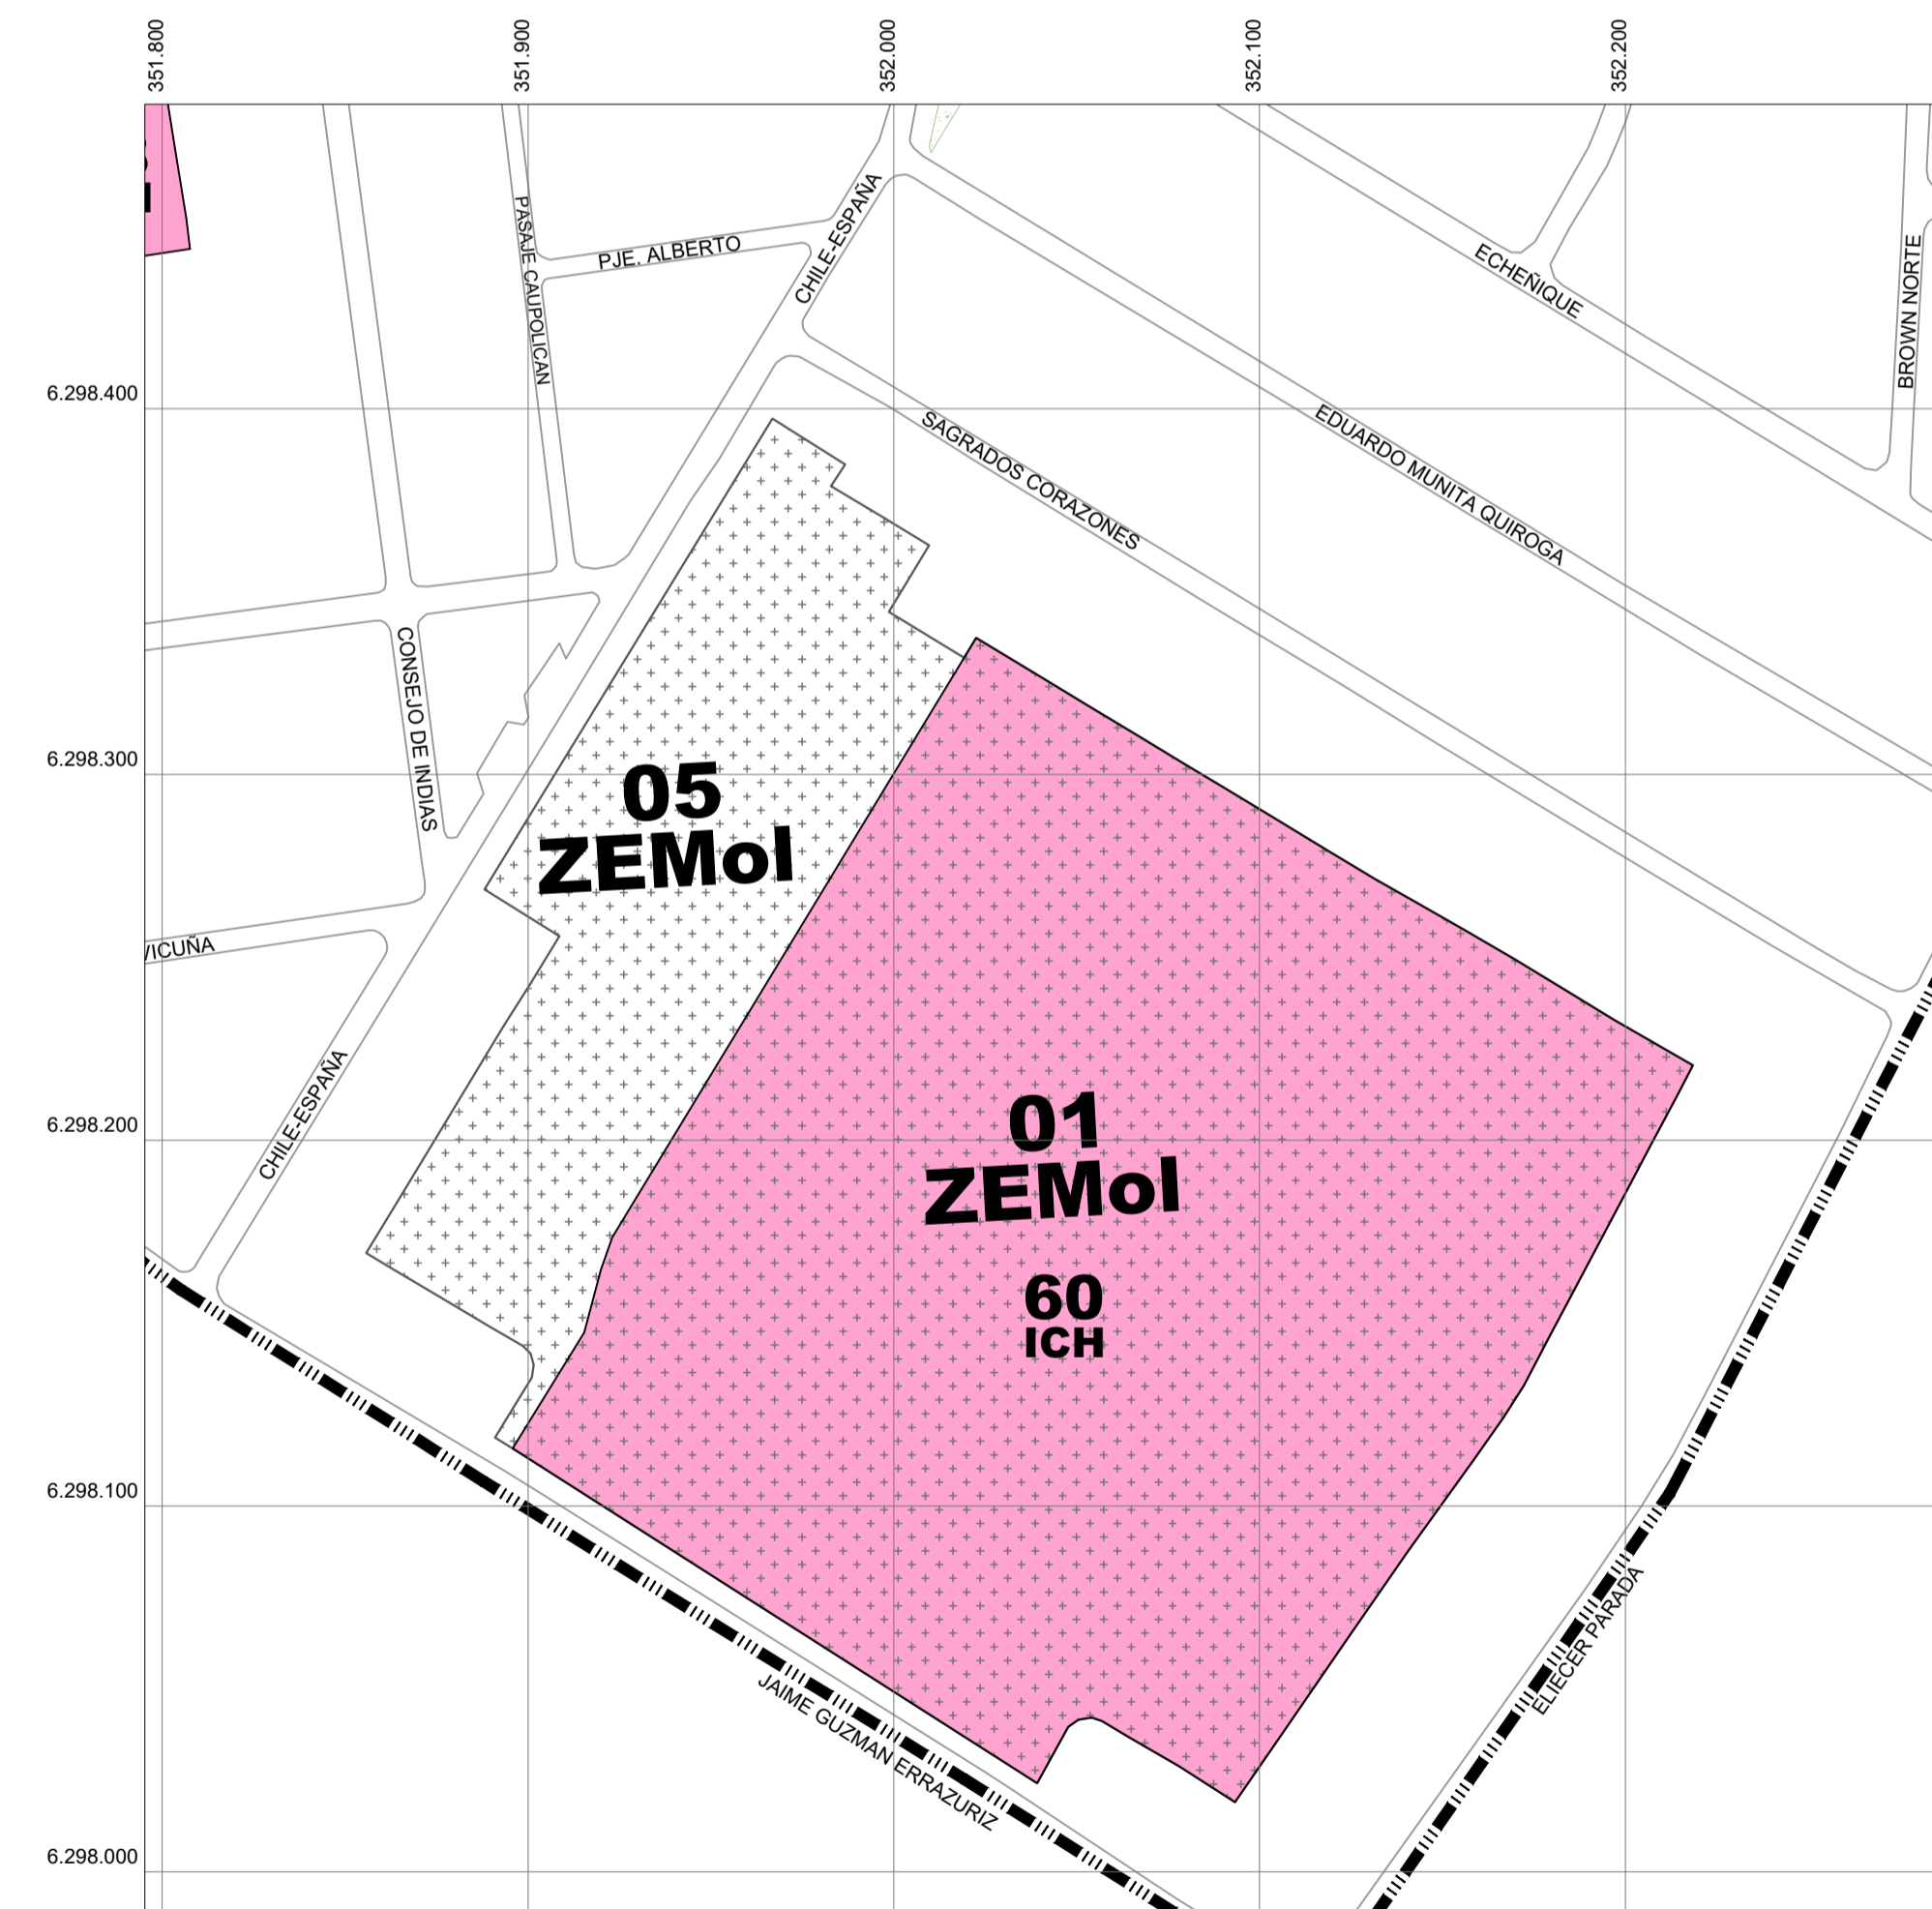 351.800
351.900
352.000
352.100
352.200
PASAJE CAUPOLICAN
PJE. ALBERTO
CHILE-ESPAÑA
ECHEÑIQUE
BROWN NORTE
6.298.400
SAGRADOS CORAZONES
EDUARDO MUNITA QUIROGA
CONSEJO DE INDIAS
6.298.300
05
ZEMol
VICUÑA
CHILE-ESPAÑA
6.298.200
01
ZEMol
60
ICH
6.298.100
ELIECER PARADA
JAIME GUZMAN ERRAZURIZ
6.298.000